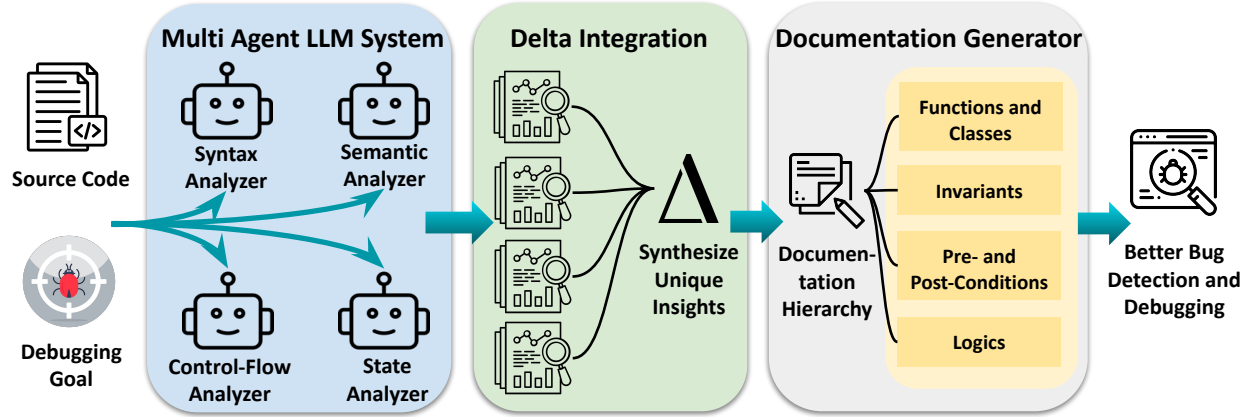 Multi Agent LLM System
Delta Integration
Documentation Generator
Source Code
</>
Debugging
Goal
Syntax
Analyzer
Semantic
Analyzer
Control-Flow
Analyzer
State
Analyzer
Synthesize
Unique
Insights
Documen-
tation
Hierarchy
Functions and
Classes
Invariants
Pre- and
Post-Conditions
Logics
Better Bug
Detection and
Debugging